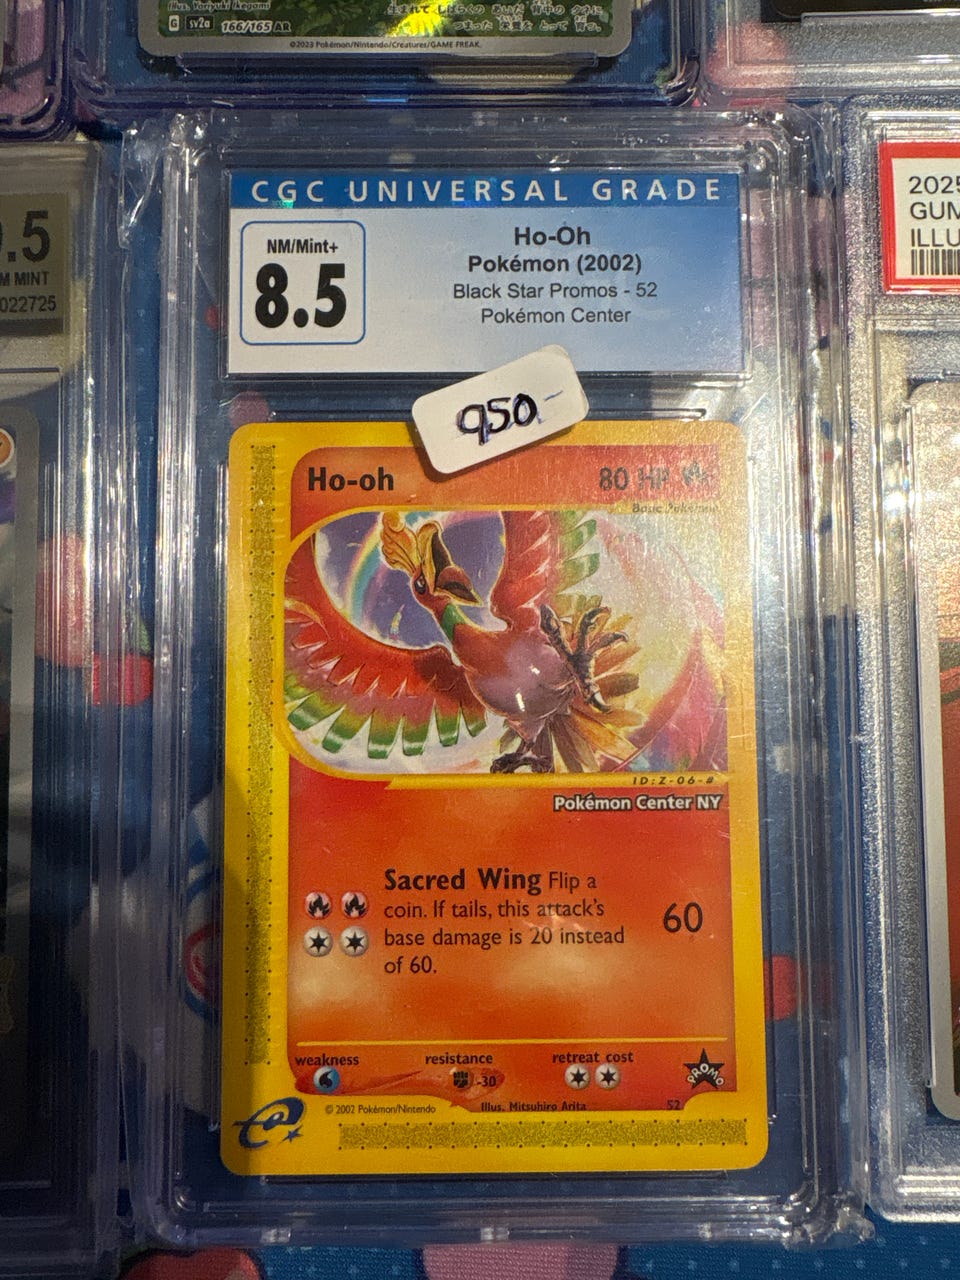 Illus. Yoriyuki Ikegami
G sv2a 166/165 AR
©2023 Pokémon/Nintendo/Creatures/GAME FREAK.
.5
MINT
022725
2025
GUM
ILLU
CGC UNIVERSAL GRADE
NM/Mint+
8.5
Ho-Oh
Pokémon (2002)
Black Star Promos - 52
Pokémon Center
950-
Ho-oh
80 HP
Basic Pokémon
ID:Z-06-#
Pokémon Center NY
Sacred Wing Flip a
coin. If tails, this attack's
base damage is 20 instead
of 60.
60
weakness
resistance
retreat cost
-30
PROMO
© 2002 Pokémon/Nintendo
Illus. Mitsuhiro Arita
52
e